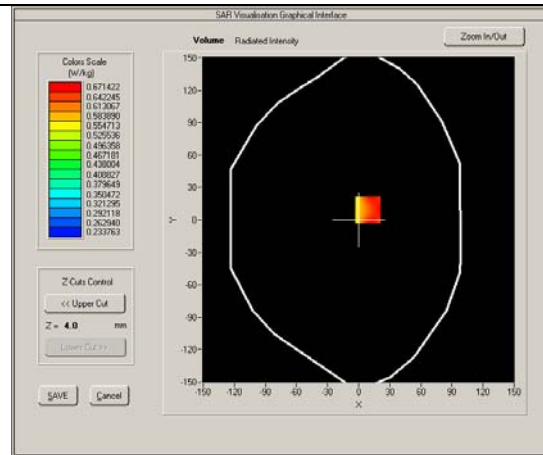 SAR Visualisation Graphical Interface
Volume Radiated Intensity
Zoom In/Out
Colors Scale
(W/kg)
0.671422
0.642245
0.613067
0.583890
0.554713
0.525536
0.496358
0.467181
0.438004
0.408827
0.379649
0.350472
0.321295
0.292118
0.262940
0.233763
Z Cuts Control
<< Upper Cut
Z = 4.0 mm
Lower Cut >>
SAVE
Cancel
Y
150
120
90
60
30
0
-30
-60
-90
-120
-150
-150 -120 -90 -60 -30 0 30 60 90 120 150
X